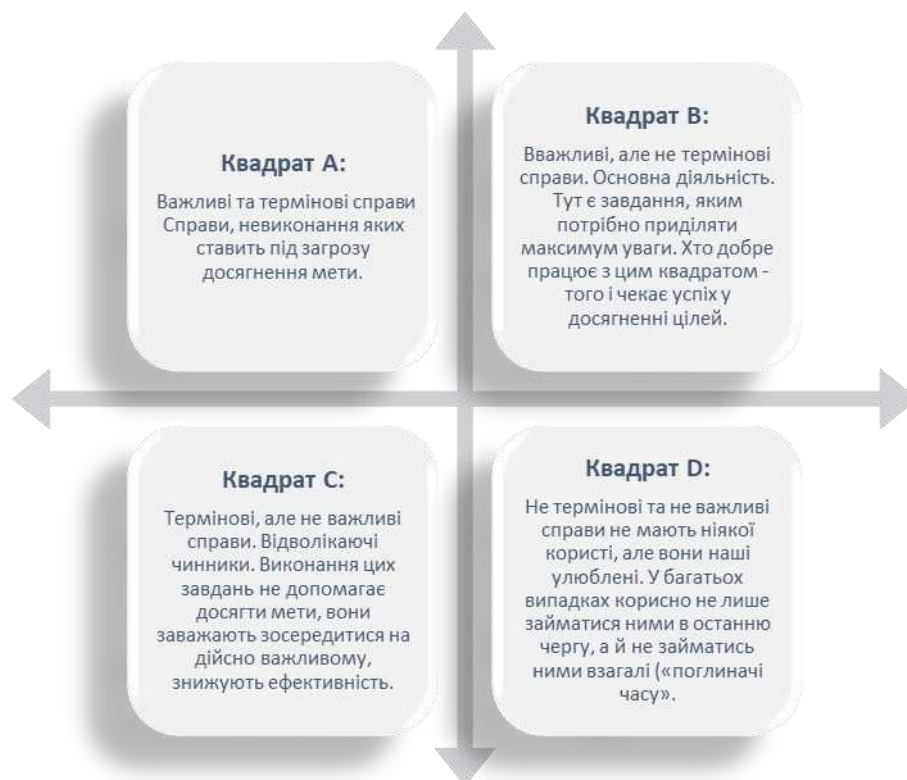 Квадрат А:
Важливі та термінові справи
Справи, невиконання яких
ставить під загрозу
досягнення мети.
Квадрат В:
Вважливі, але не термінові
справи. Основна діяльність.
Тут є завдання, яким
потрібно приділяти
максимум уваги. Хто добре
працює з цим квадратом -
того і чекає успіх у
досягненні цілей.
Квадрат С:
Термінові, але не важливі
справи. Відволікаючі
чинники. Виконання цих
завдань не допомагає
досягти мети, вони
заважають зосередитися на
дійсно важливому,
знижують ефективність.
Квадрат D:
Не термінові та не важливі
справи не мають ніякої
користі, але вони наші
улюблені. У багатьох
випадках корисно не лише
займатися ними в останню
чергу, а й не займатись
ними взагалі («поглиначі
часу».